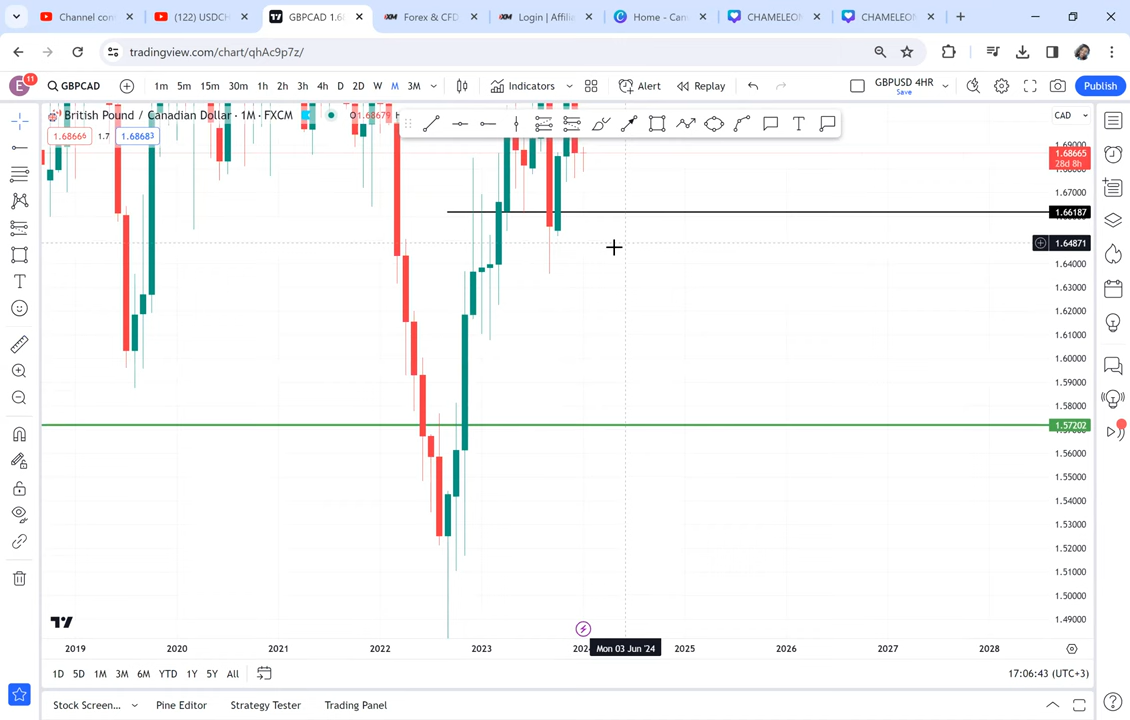 Channel con
(122) USDCH
GBPCAD 1.6
Forex & CFD
Login | Affilia
Home - Can
CHAMELEON
CHAMELEON
tradingview.com/chart/qhAc9p7z/
E
11
GBPCAD
1m 5m 15m 30m 1h 2h 3h 4h D 2D W M 3M
Indicators
Alert
Replay
GBPUSD 4HR
Save
Publish
British Pound / Canadian Dollar · 1M · FXCM
O1.68679 H
1.68666 1.7 1.68683
CAD
1.69000
1.68665
28d 8h
1.67000
1.66187
1.64871
1.64000
1.63000
1.62000
1.61000
1.60000
1.59000
1.58000
1.57202
1.56000
1.55000
1.54000
1.53000
1.52000
1.51000
1.50000
1.49000
2019 2020 2021 2022 2023 Mon 03 Jun '24 2025 2026 2027 2028
1D 5D 1M 3M 6M YTD 1Y 5Y All
17:06:43 (UTC+3)
Stock Screen...
Pine Editor
Strategy Tester
Trading Panel